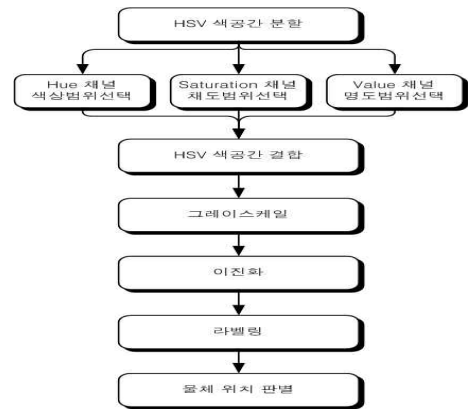 HSV 색공간 분할
Hue 채널
색상범위선택
Saturation 채널
채도범위선택
Value 채널
명도범위선택
HSV 색공간 결합
그레이스케일
이진화
라벨링
물체 위치 판별